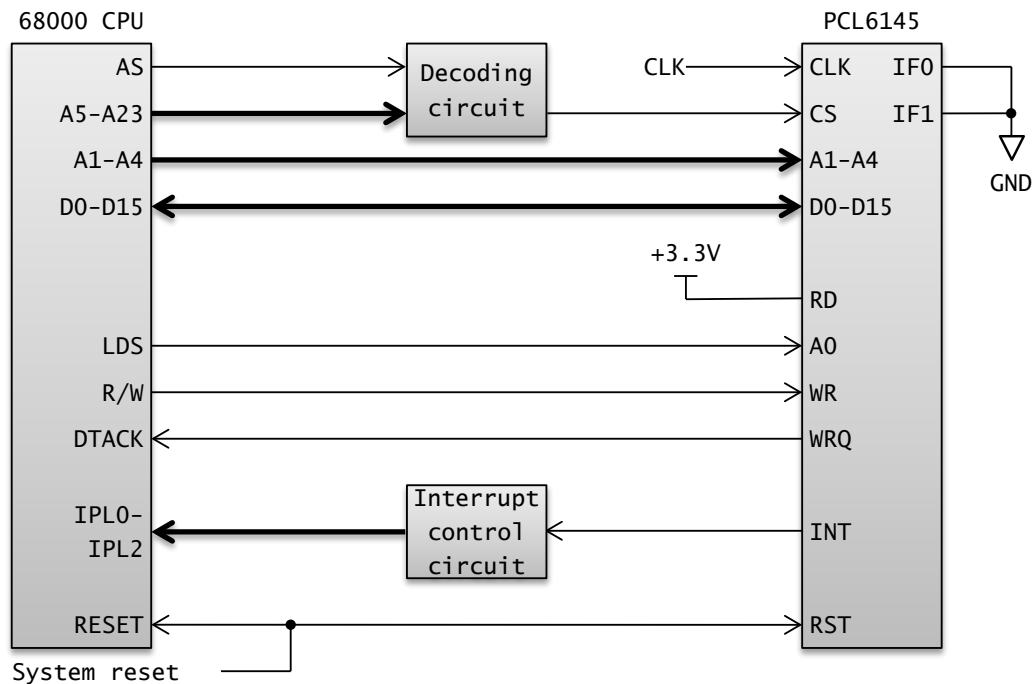 68000 CPU
PCL6145
AS
A5-A23
A1-A4
D0-D15
LDS
R/W
DTACK
IPL0-
IPL2
RESET
System reset
Decoding
circuit
Interrupt
control
circuit
CLK
+3.3V
CLK
CS
A1-A4
D0-D15
RD
A0
WR
WRQ
INT
RST
IF0
IF1
GND